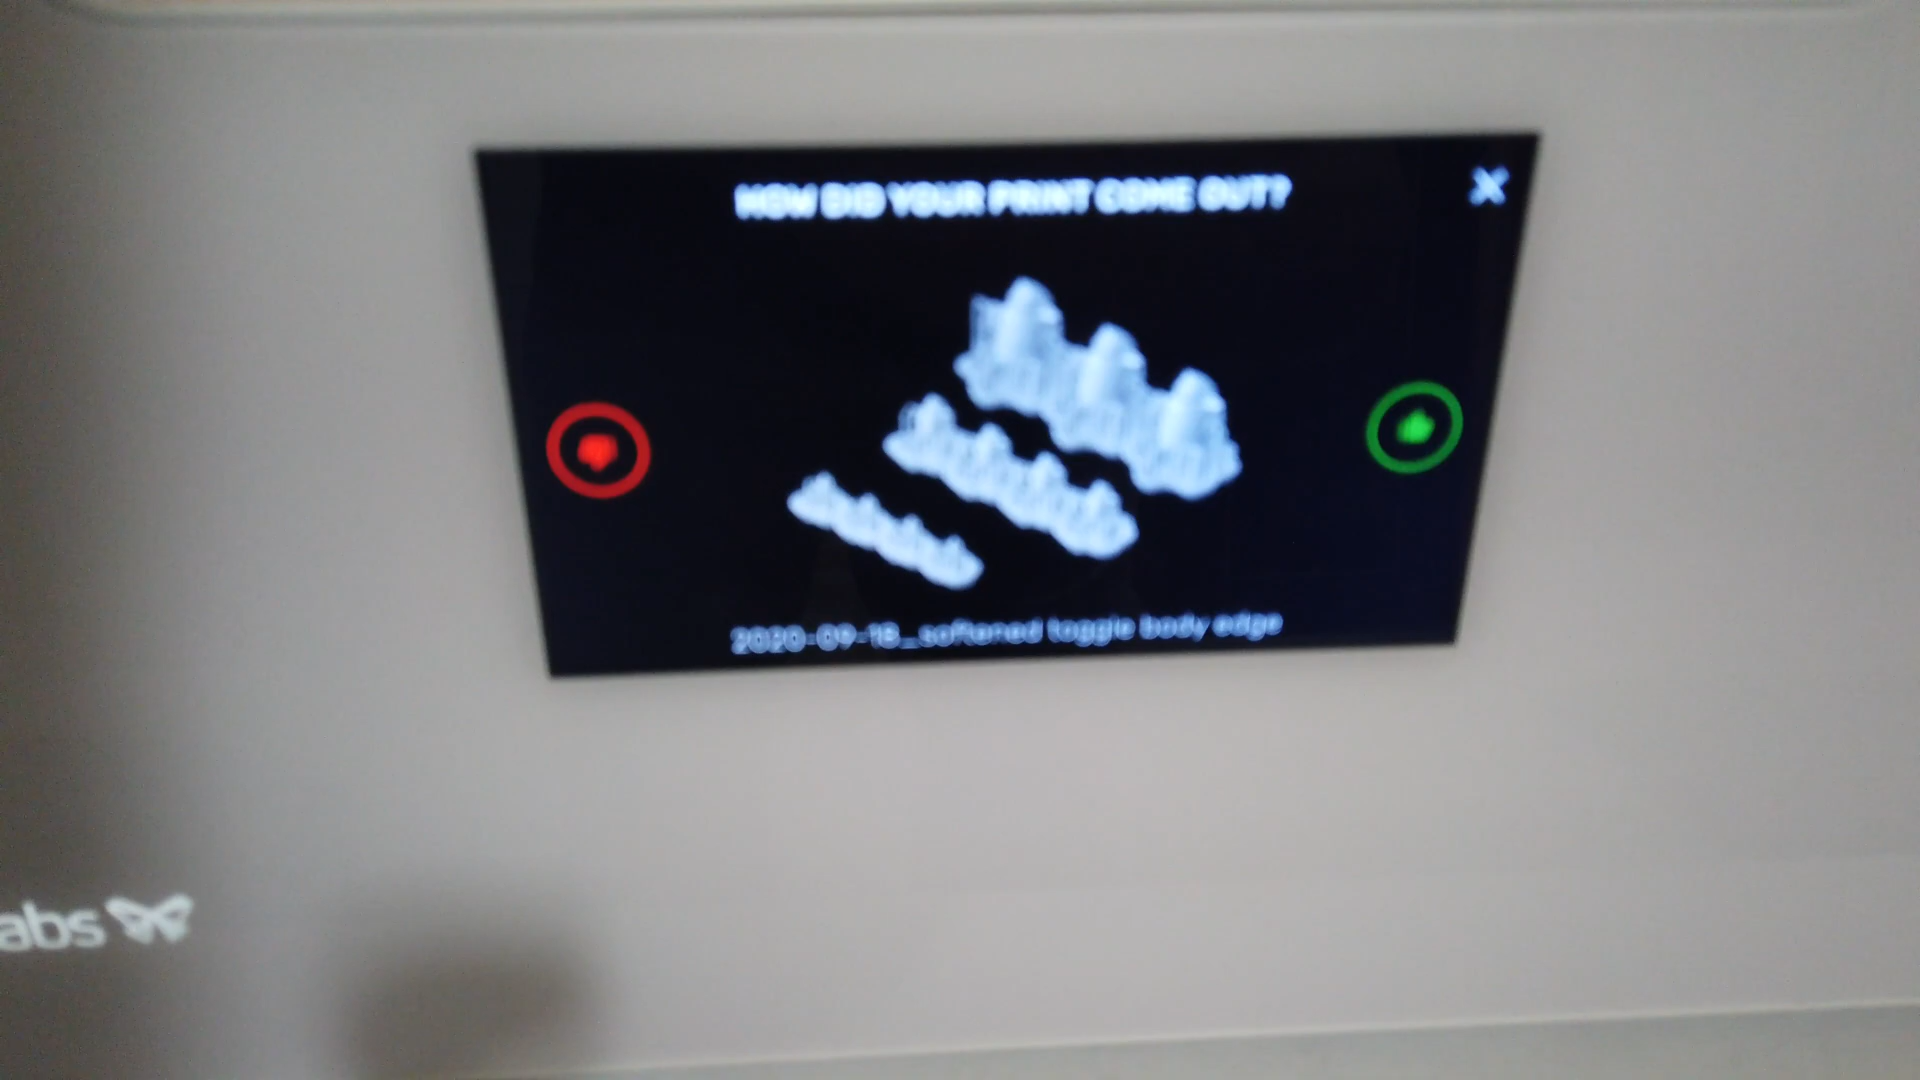 HOW DID YOUR PRINT COME OUT?
2020-09-18_softened toggle body edge
abs